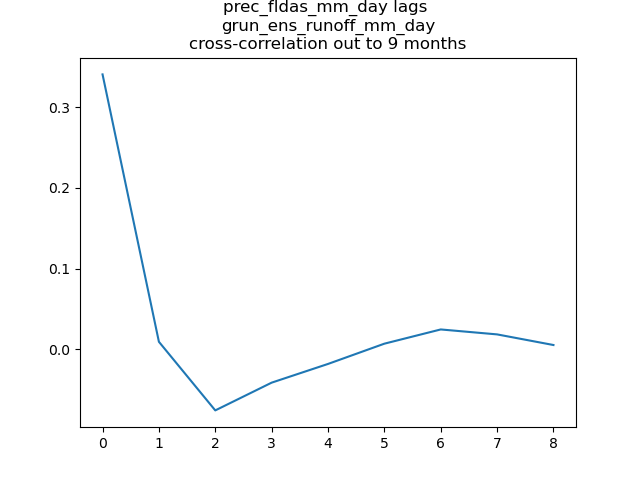 prec_fldas_mm_day lags
grun_ens_runoff_mm_day
cross-correlation out to 9 months
0.3
0.2
0.1
0.0
0 1 2 3 4 5 6 7 8